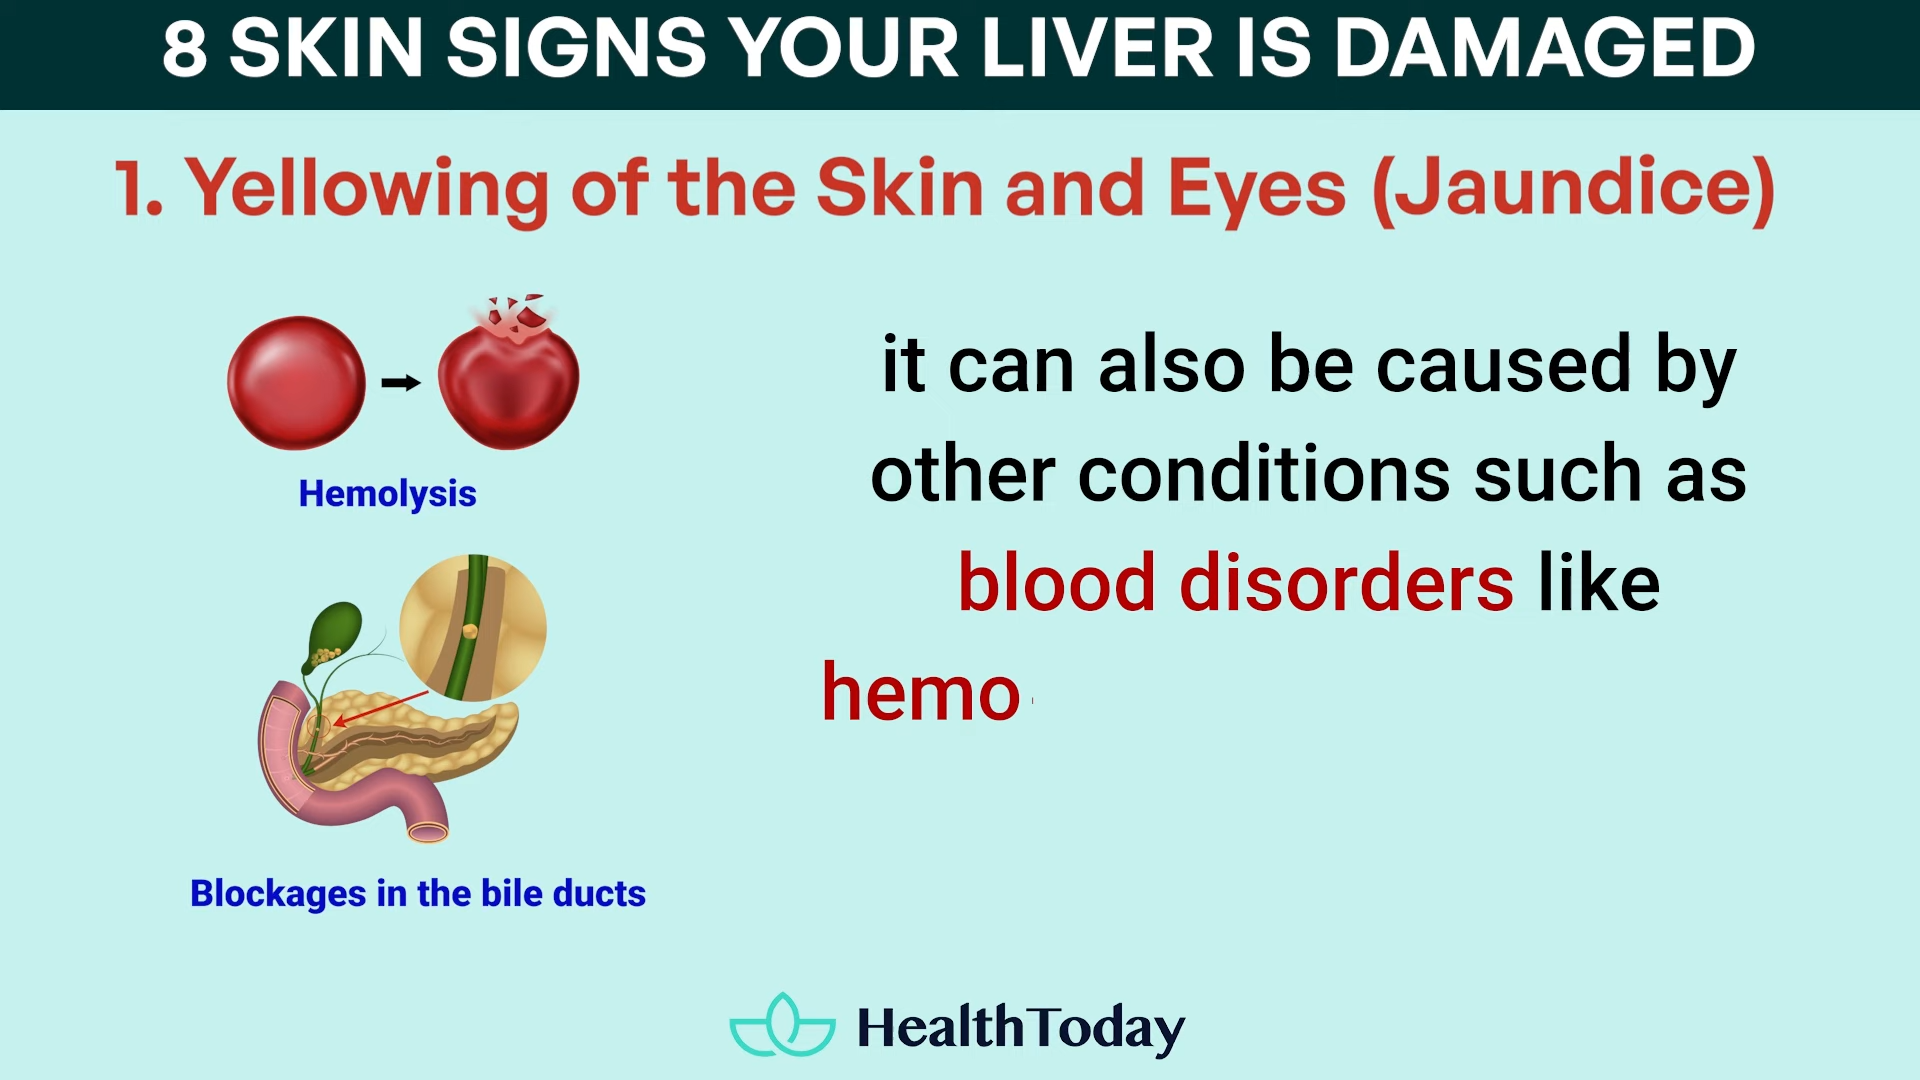 8 SKIN SIGNS YOUR LIVER IS DAMAGED
1. Yellowing of the Skin and Eyes (Jaundice)
Hemolysis
Blockages in the bile ducts
it can also be caused by
other conditions such as
blood disorders like
hemo
HealthToday